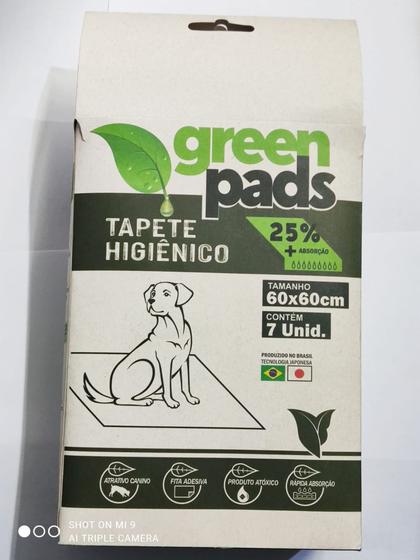 green
pads
TAPETE
HIGIÊNICO
25%
+ ABSORÇÃO
TAMANHO
60x60cm
CONTÉM
7 Unid.
PRODUZIDO NO BRASIL
TECNOLOGIA JAPONESA
ATRATIVO CANINO
FITA ADESIVA
PRODUTO ATÓXICO
RÁPIDA ABSORÇÃO
SHOT ON MI 9
AI TRIPLE CAMERA